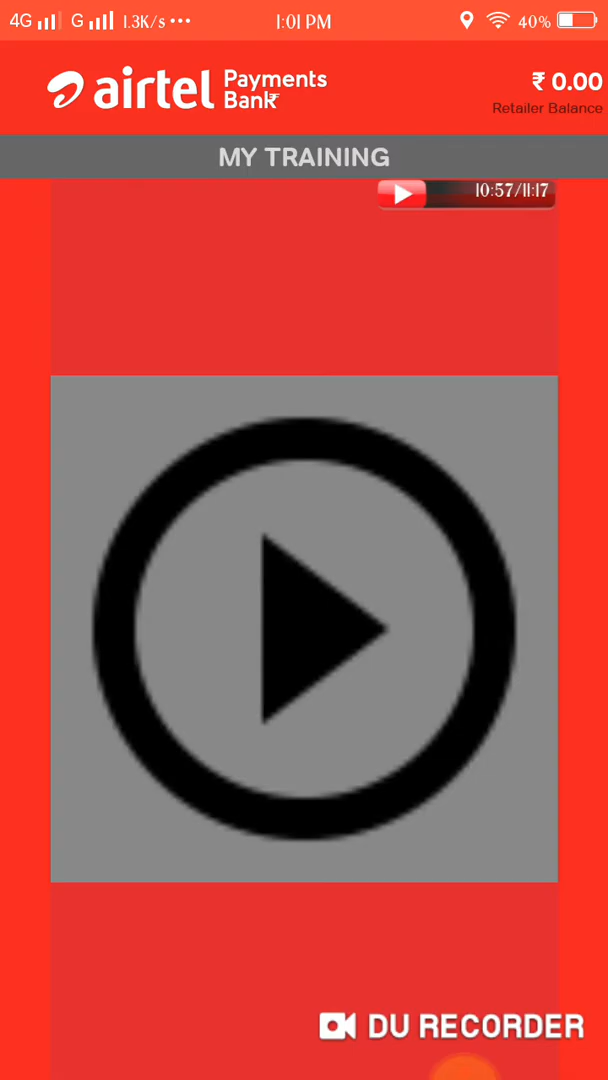 4G G 1.3K/s ••• 1:01 PM 40%
airtel Payments Bank
₹ 0.00
Retailer Balance
MY TRAINING
10:57/11:17
DU RECORDER